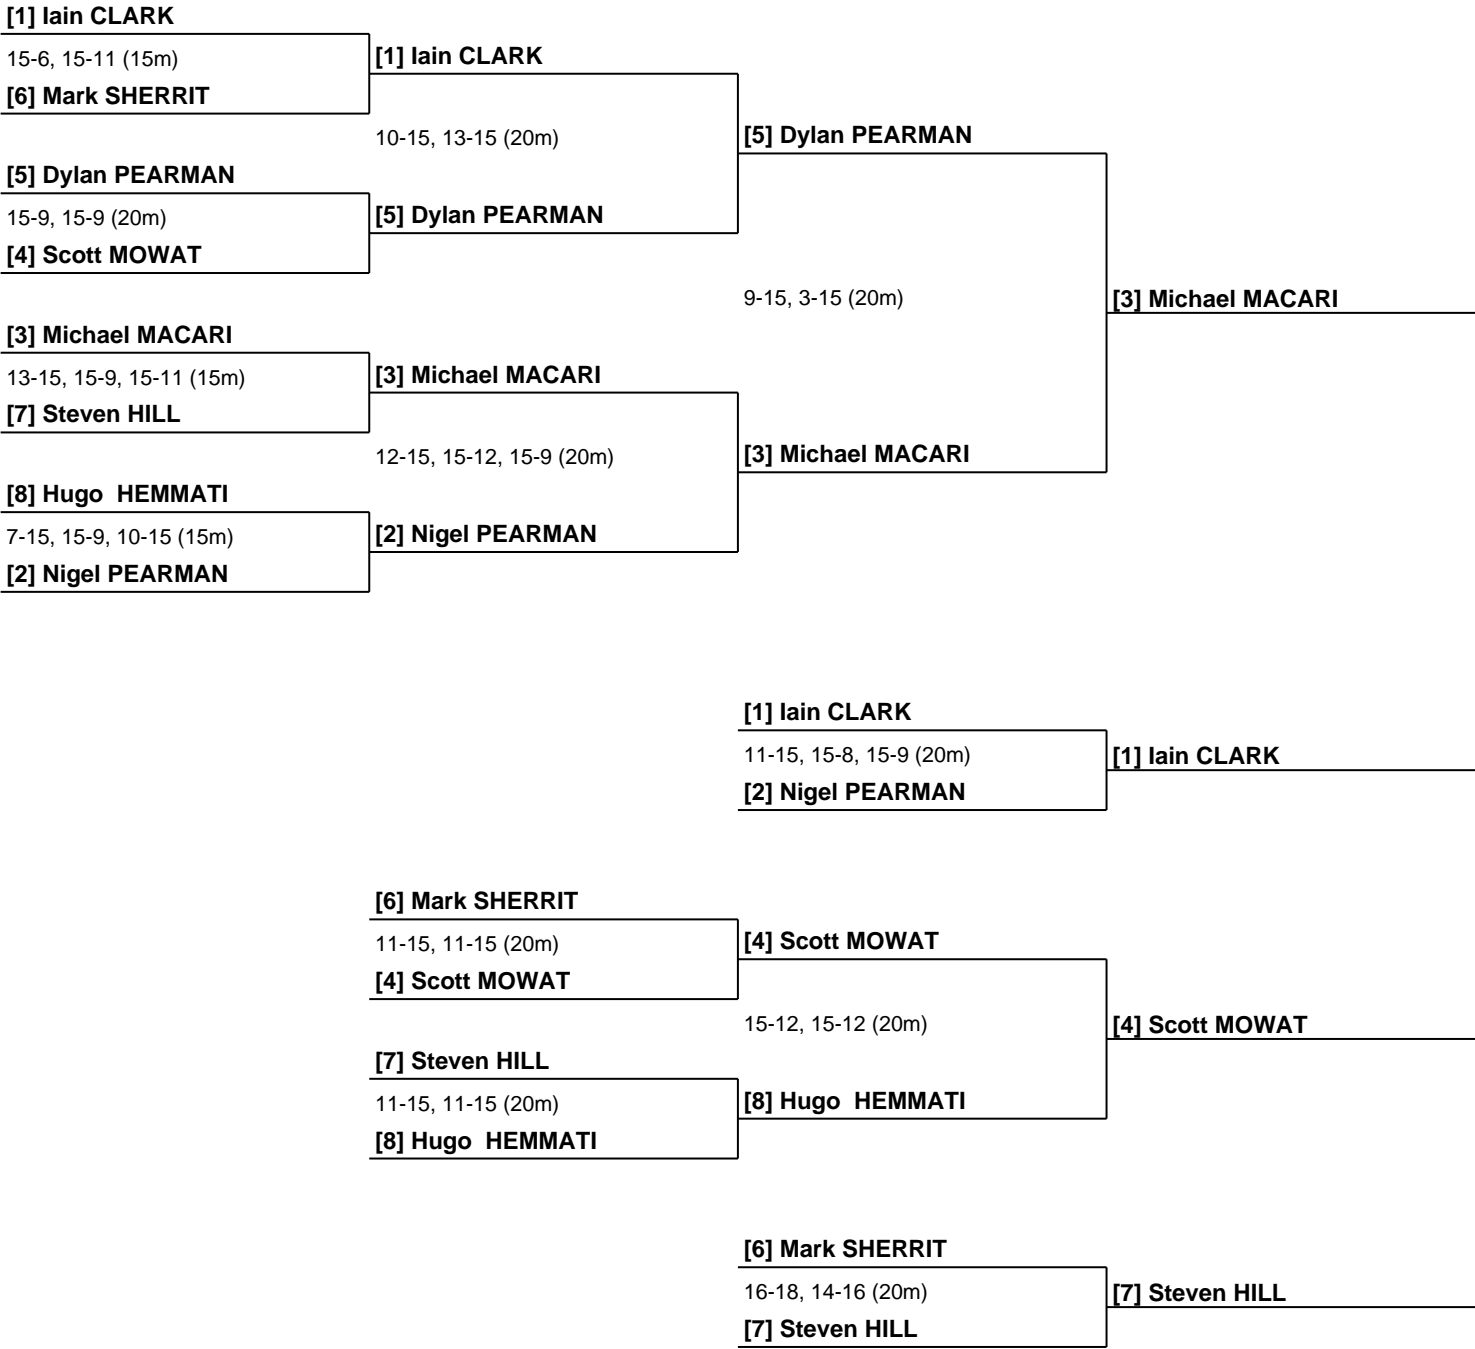 [1] Iain CLARK
15-6, 15-11 (15m)
[1] Iain CLARK
[6] Mark SHERRIT
10-15, 13-15 (20m)
[5] Dylan PEARMAN
[5] Dylan PEARMAN
15-9, 15-9 (20m)
[5] Dylan PEARMAN
[4] Scott MOWAT
9-15, 3-15 (20m)
[3] Michael MACARI
[3] Michael MACARI
13-15, 15-9, 15-11 (15m)
[3] Michael MACARI
[7] Steven HILL
12-15, 15-12, 15-9 (20m)
[3] Michael MACARI
[8] Hugo  HEMMATI
7-15, 15-9, 10-15 (15m)
[2] Nigel PEARMAN
[2] Nigel PEARMAN
[1] Iain CLARK
11-15, 15-8, 15-9 (20m)
[1] Iain CLARK
[2] Nigel PEARMAN
[6] Mark SHERRIT
11-15, 11-15 (20m)
[4] Scott MOWAT
[4] Scott MOWAT
15-12, 15-12 (20m)
[4] Scott MOWAT
[7] Steven HILL
11-15, 11-15 (20m)
[8] Hugo  HEMMATI
[8] Hugo  HEMMATI
[6] Mark SHERRIT
16-18, 14-16 (20m)
[7] Steven HILL
[7] Steven HILL